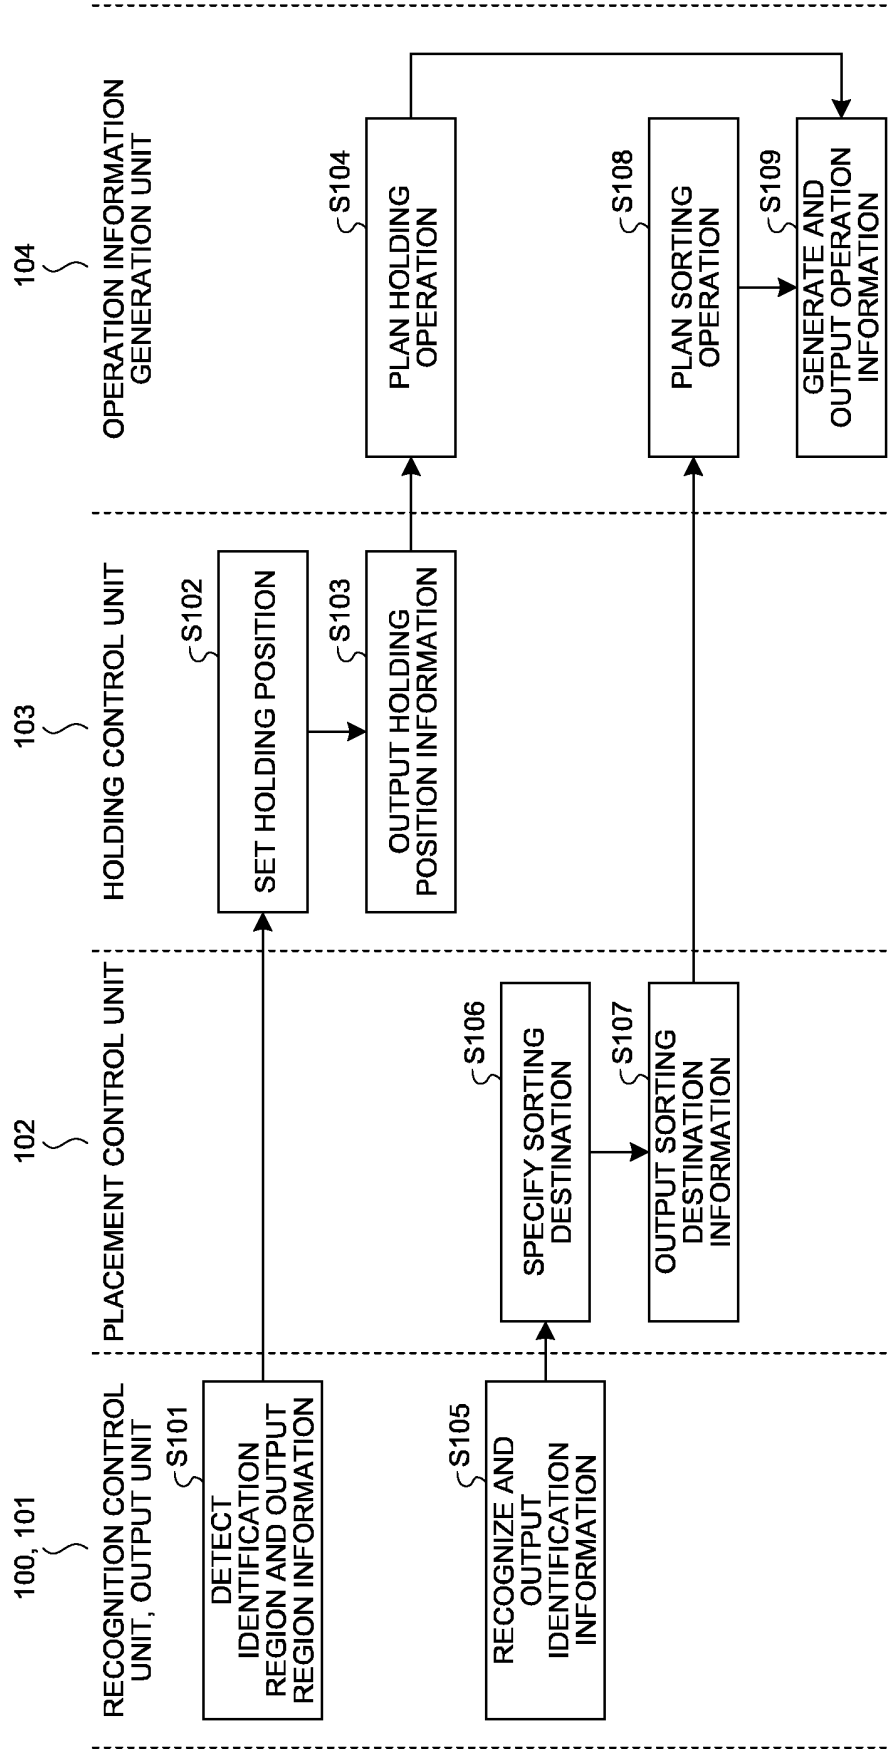 100, 101
RECOGNITION CONTROL
UNIT, OUTPUT UNIT
102
PLACEMENT CONTROL UNIT
103
HOLDING CONTROL UNIT
104
OPERATION INFORMATION
GENERATION UNIT
S101
DETECT
IDENTIFICATION
REGION AND OUTPUT
REGION INFORMATION
S102
SET HOLDING POSITION
S103
OUTPUT HOLDING
POSITION INFORMATION
S104
PLAN HOLDING
OPERATION
S105
RECOGNIZE AND
OUTPUT
IDENTIFICATION
INFORMATION
S106
SPECIFY SORTING
DESTINATION
S107
OUTPUT SORTING
DESTINATION
INFORMATION
S108
PLAN SORTING
OPERATION
S109
GENERATE AND
OUTPUT OPERATION
INFORMATION